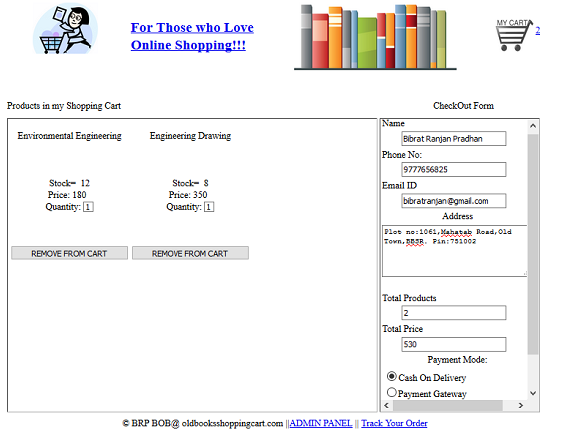 For Those who Love
Online Shopping!!!
MY CART
2
Products in my Shopping Cart
CheckOut Form
Environmental Engineering
Engineering Drawing
Stock= 12
Stock= 8
Price: 180
Price: 350
Quantity: 1
Quantity: 1
REMOVE FROM CART
REMOVE FROM CART
Name
Bibrat Ranjan Pradhan
Phone No:
9777656825
Email ID
bibratranjan@gmail.com
Address
Plot no:1061,Mahatab Road,Old
Town,BBSR. Pin:751002
Total Products
2
Total Price
530
Payment Mode:
Cash On Delivery
Payment Gateway
© BRP BOB@ oldbooksshoppingcart.com ||ADMIN PANEL || Track Your Order